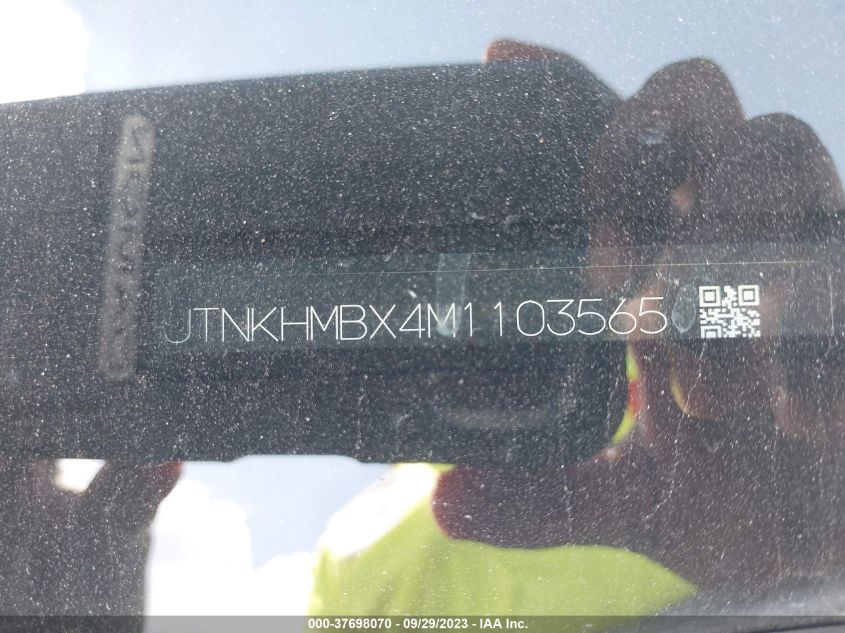 JTNKHMBX4M1103565
000-37698070 / 09/29/2023 - IAA Inc.